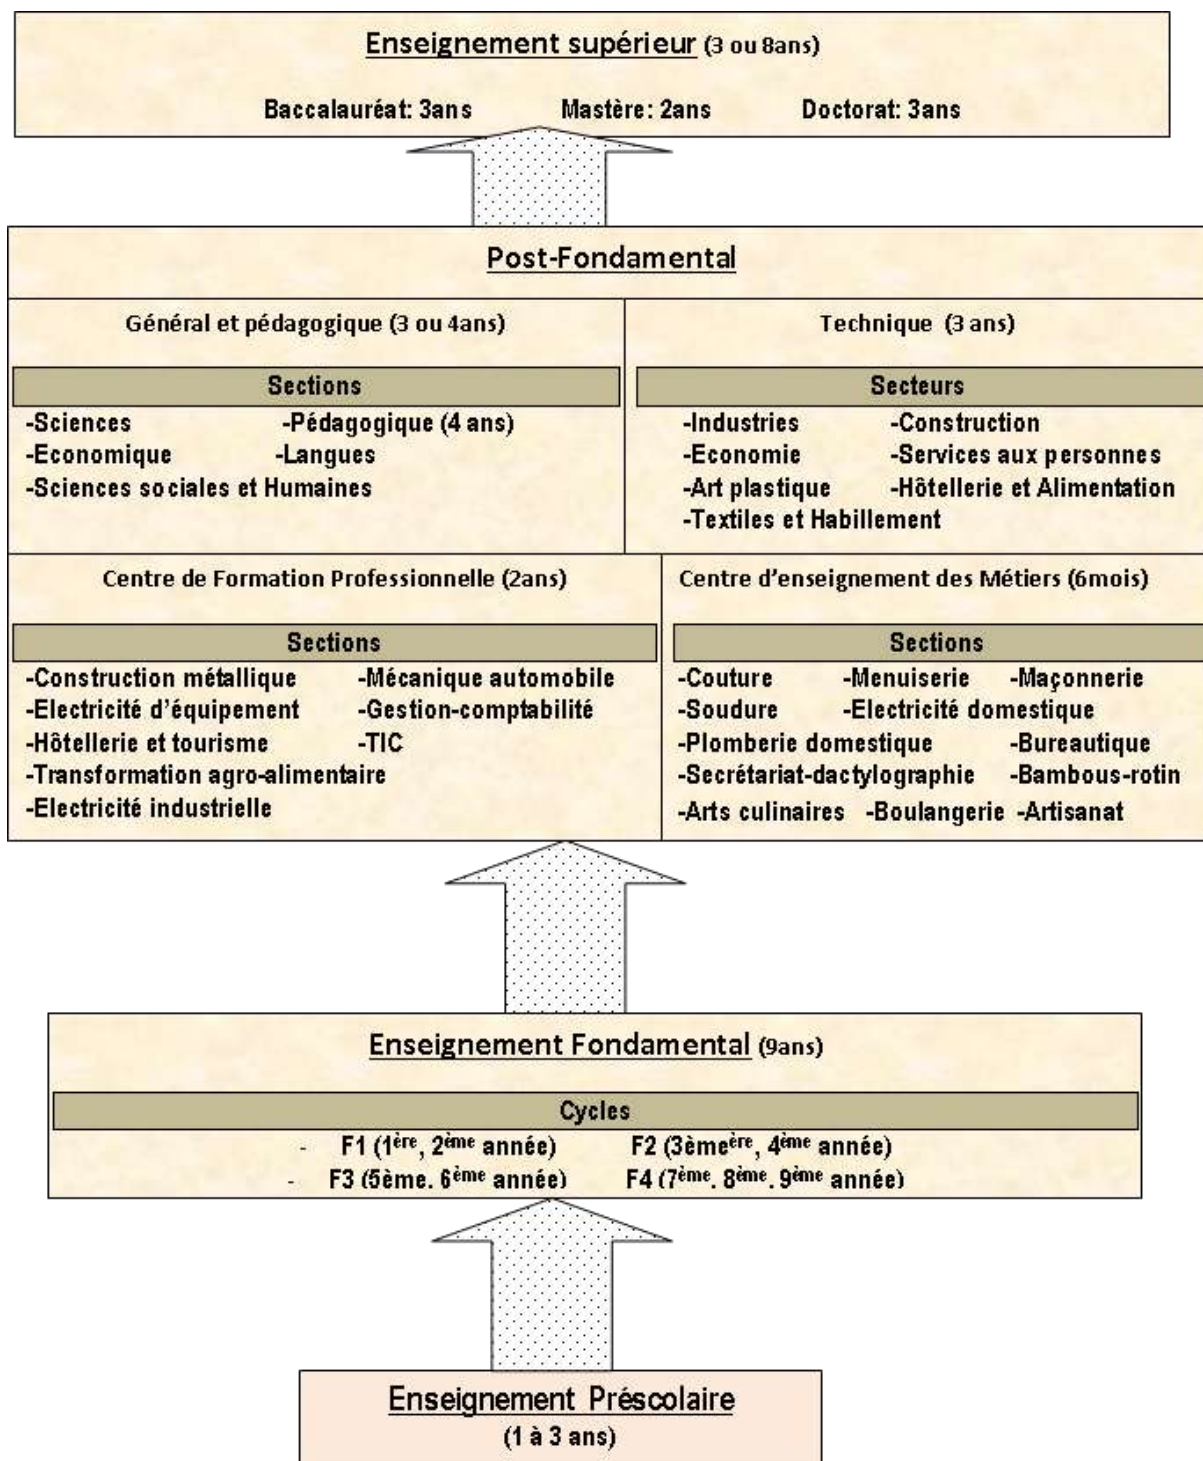 Enseignement supérieur (3 ou 8ans)
Baccalauréat: 3ans Mastère: 2ans Doctorat: 3ans
Post-Fondamental
Général et pédagogique (3 ou 4ans)
Sections
-Sciences -Pédagogique (4 ans)
-Economique -Langues
-Sciences sociales et Humaines
Technique (3 ans)
Secteurs
-Industries -Construction
-Economie -Services aux personnes
-Art plastique -Hôtellerie et Alimentation
-Textiles et Habillement
Centre de Formation Professionnelle (2ans)
Sections
-Construction métallique -Mécanique automobile
-Electricité d'équipement -Gestion-comptabilité
-Hôtellerie et tourisme -TIC
-Transformation agro-alimentaire
-Electricité industrielle
Centre d'enseignement des Métiers (6mois)
Sections
-Couture -Menuiserie -Maçonnerie
-Soudure -Electricité domestique
-Plomberie domestique -Bureautique
-Secrétariat-dactylographie -Bambous-rotin
-Arts culinaires -Boulangerie -Artisanat
Enseignement Fondamental (9ans)
Cycles
- F1 (1ère, 2ème année) F2 (3èmeère, 4ème année)
- F3 (5ème, 6ème année) F4 (7ème, 8ème, 9ème année)
Enseignement Préscolaire
(1 à 3 ans)